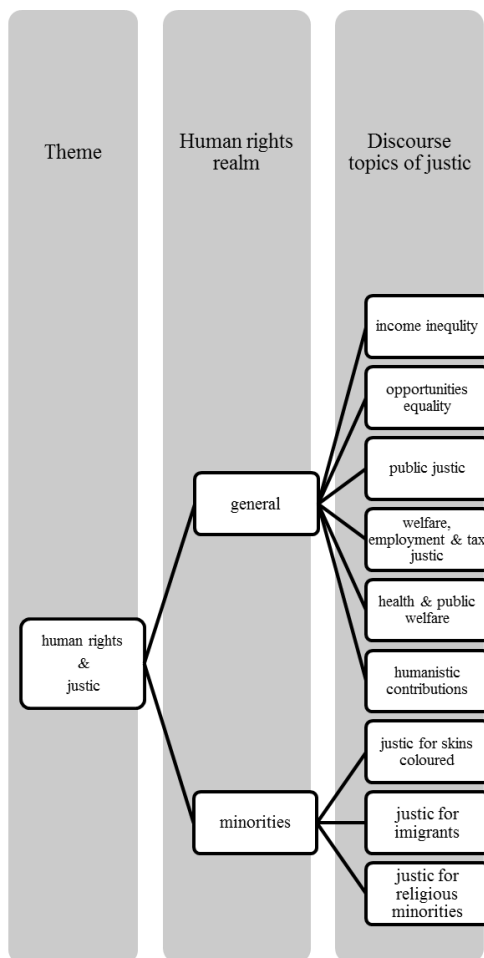 Theme
Human rights
realm
Discourse
topics of justic
income inequlity
opportunities
equality
public justic
general
welfare,
employment & tax
justic
health & public
welfare
human rights
&
justic
humanistic
contributions
justic for skins
coloured
minorities
justic for
imigrants
justic for
religious
minorities